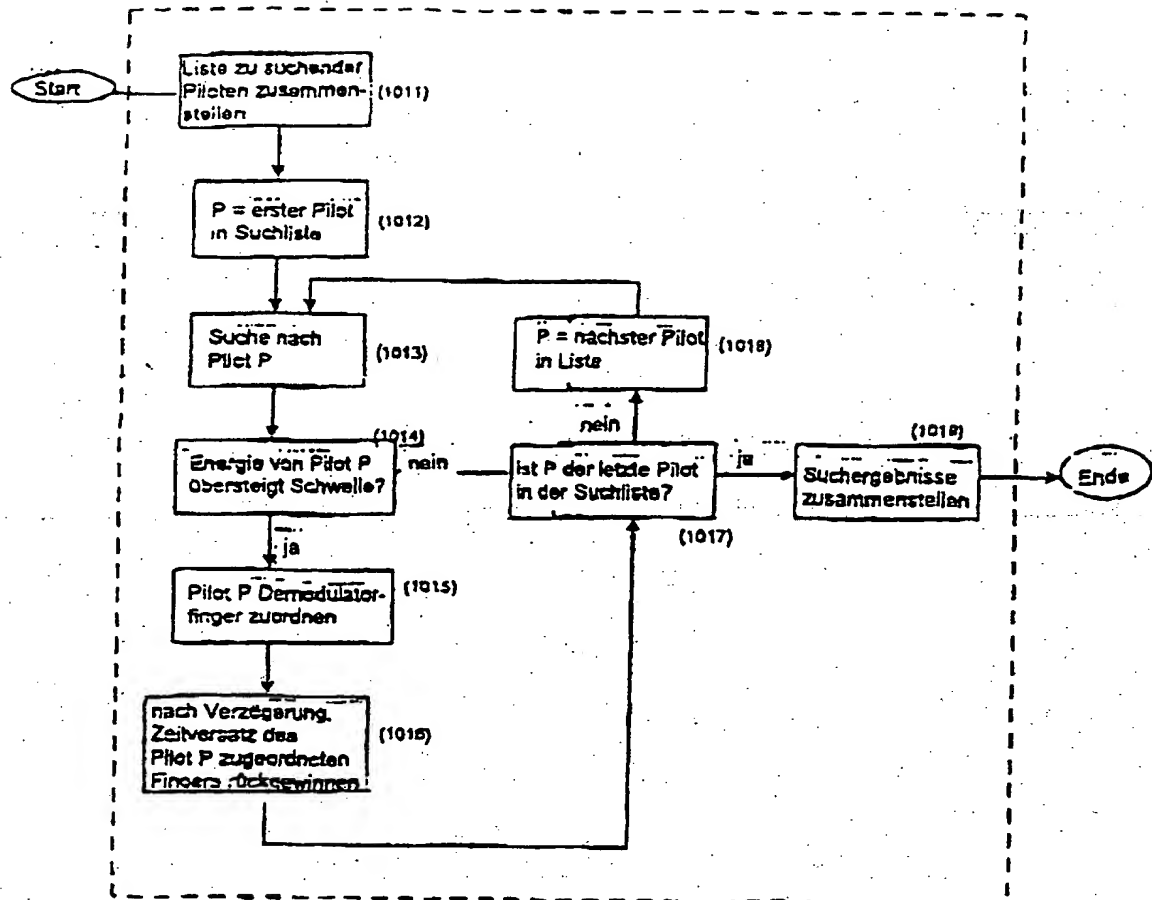 Start
Liste zu suchender
Piloten zusammen-
stellen
(1011)
P = erster Pilot
in Suchliste
(1012)
Suche nach
Pilot P
(1013)
P = nächster Pilot
in Liste
(1018)
nein
(1014)
Energie von Pilot P
übersteigt Schwelle?
nein
ist P der letzte Pilot
in der Suchliste?
(1017)
ja
(1019)
Suchergebnisse
zusammenstellen
Ende
ja
Pilot P Demodulator-
finger zuordnen
(1015)
nach Verzögerung,
Zeitversatz des
Pilot P zugeordneten
Fingers rückgewinnen
(1016)